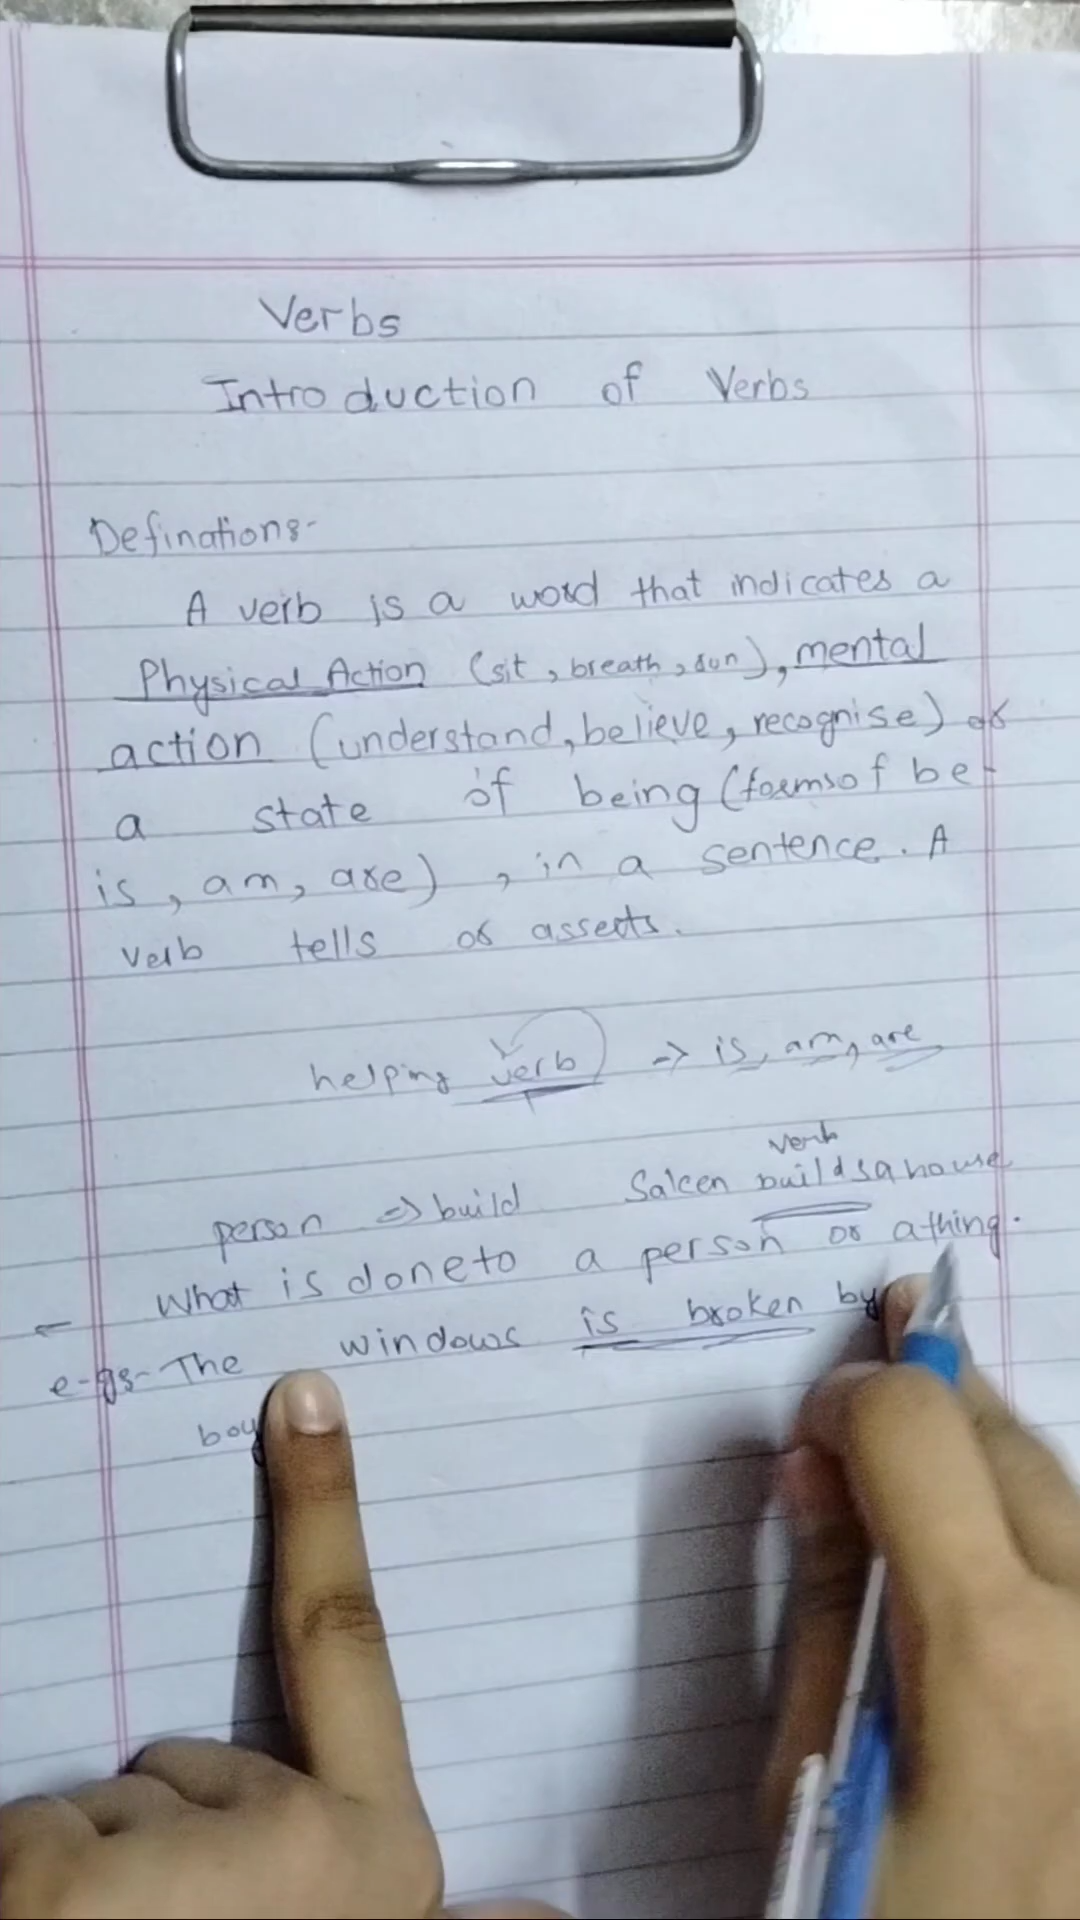 Verbs
Introduction of Verbs
Definations-
A verb is a word that indicates a
Physical Action (sit, breath, run), mental
action (understand, believe, recognise) or
a state of being (forms of be-
is, am, are), in a sentence. A
verb tells or asserts.
helping verb → is, am, are
verb
person ⇒ build Saleen builds a house
What is done to a person or a thing.
e-gs- The windows is broken by
boy